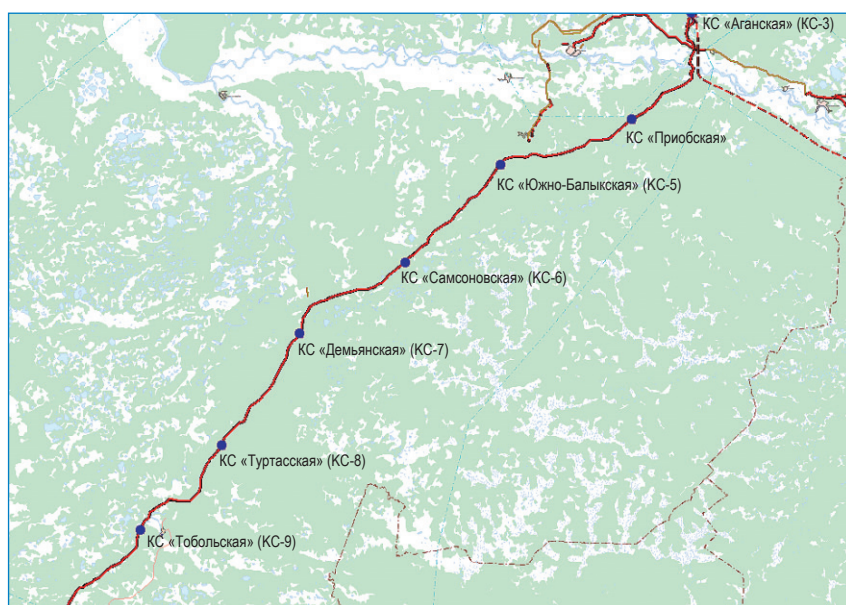 КС «Аганская» (КС-3)
КС «Приобская»
КС «Южно-Балыкская» (КС-5)
КС «Самсоновская» (КС-6)
КС «Демьянская» (КС-7)
КС «Туртасская» (КС-8)
КС «Тобольская» (КС-9)